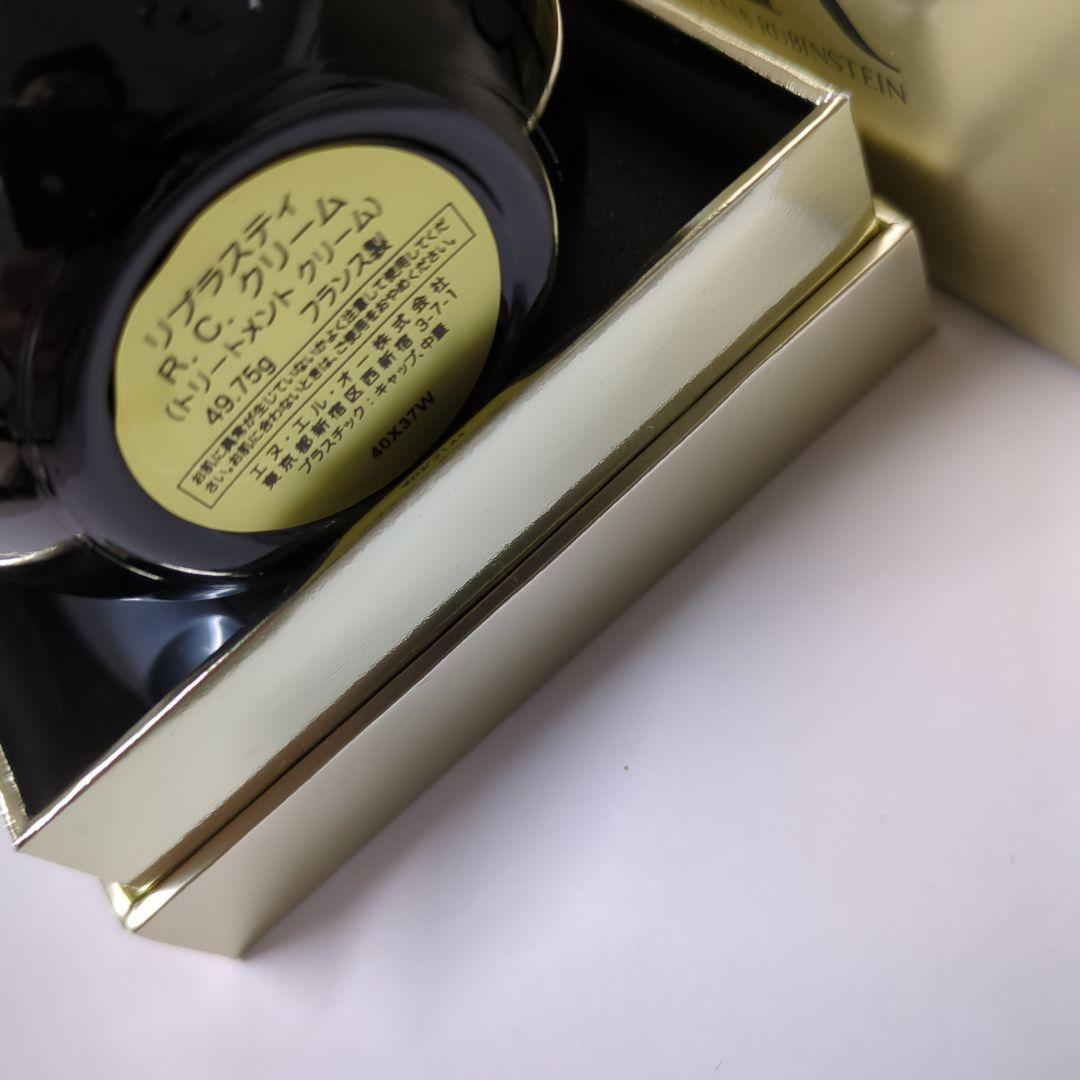 リプラスティ
R. C. クリーム
(トリートメント クリーム)
49.75g フランス製
お肌に異常が生じていないかよく注意して使用してくだ
さい。お肌に合わないときは、ご使用をおやめください。
エヌ・エル・オー株式会社
東京都新宿区西新宿 3-7-1
プラスチック：キャップ、中蓋
40X37W
RUBINSTEIN